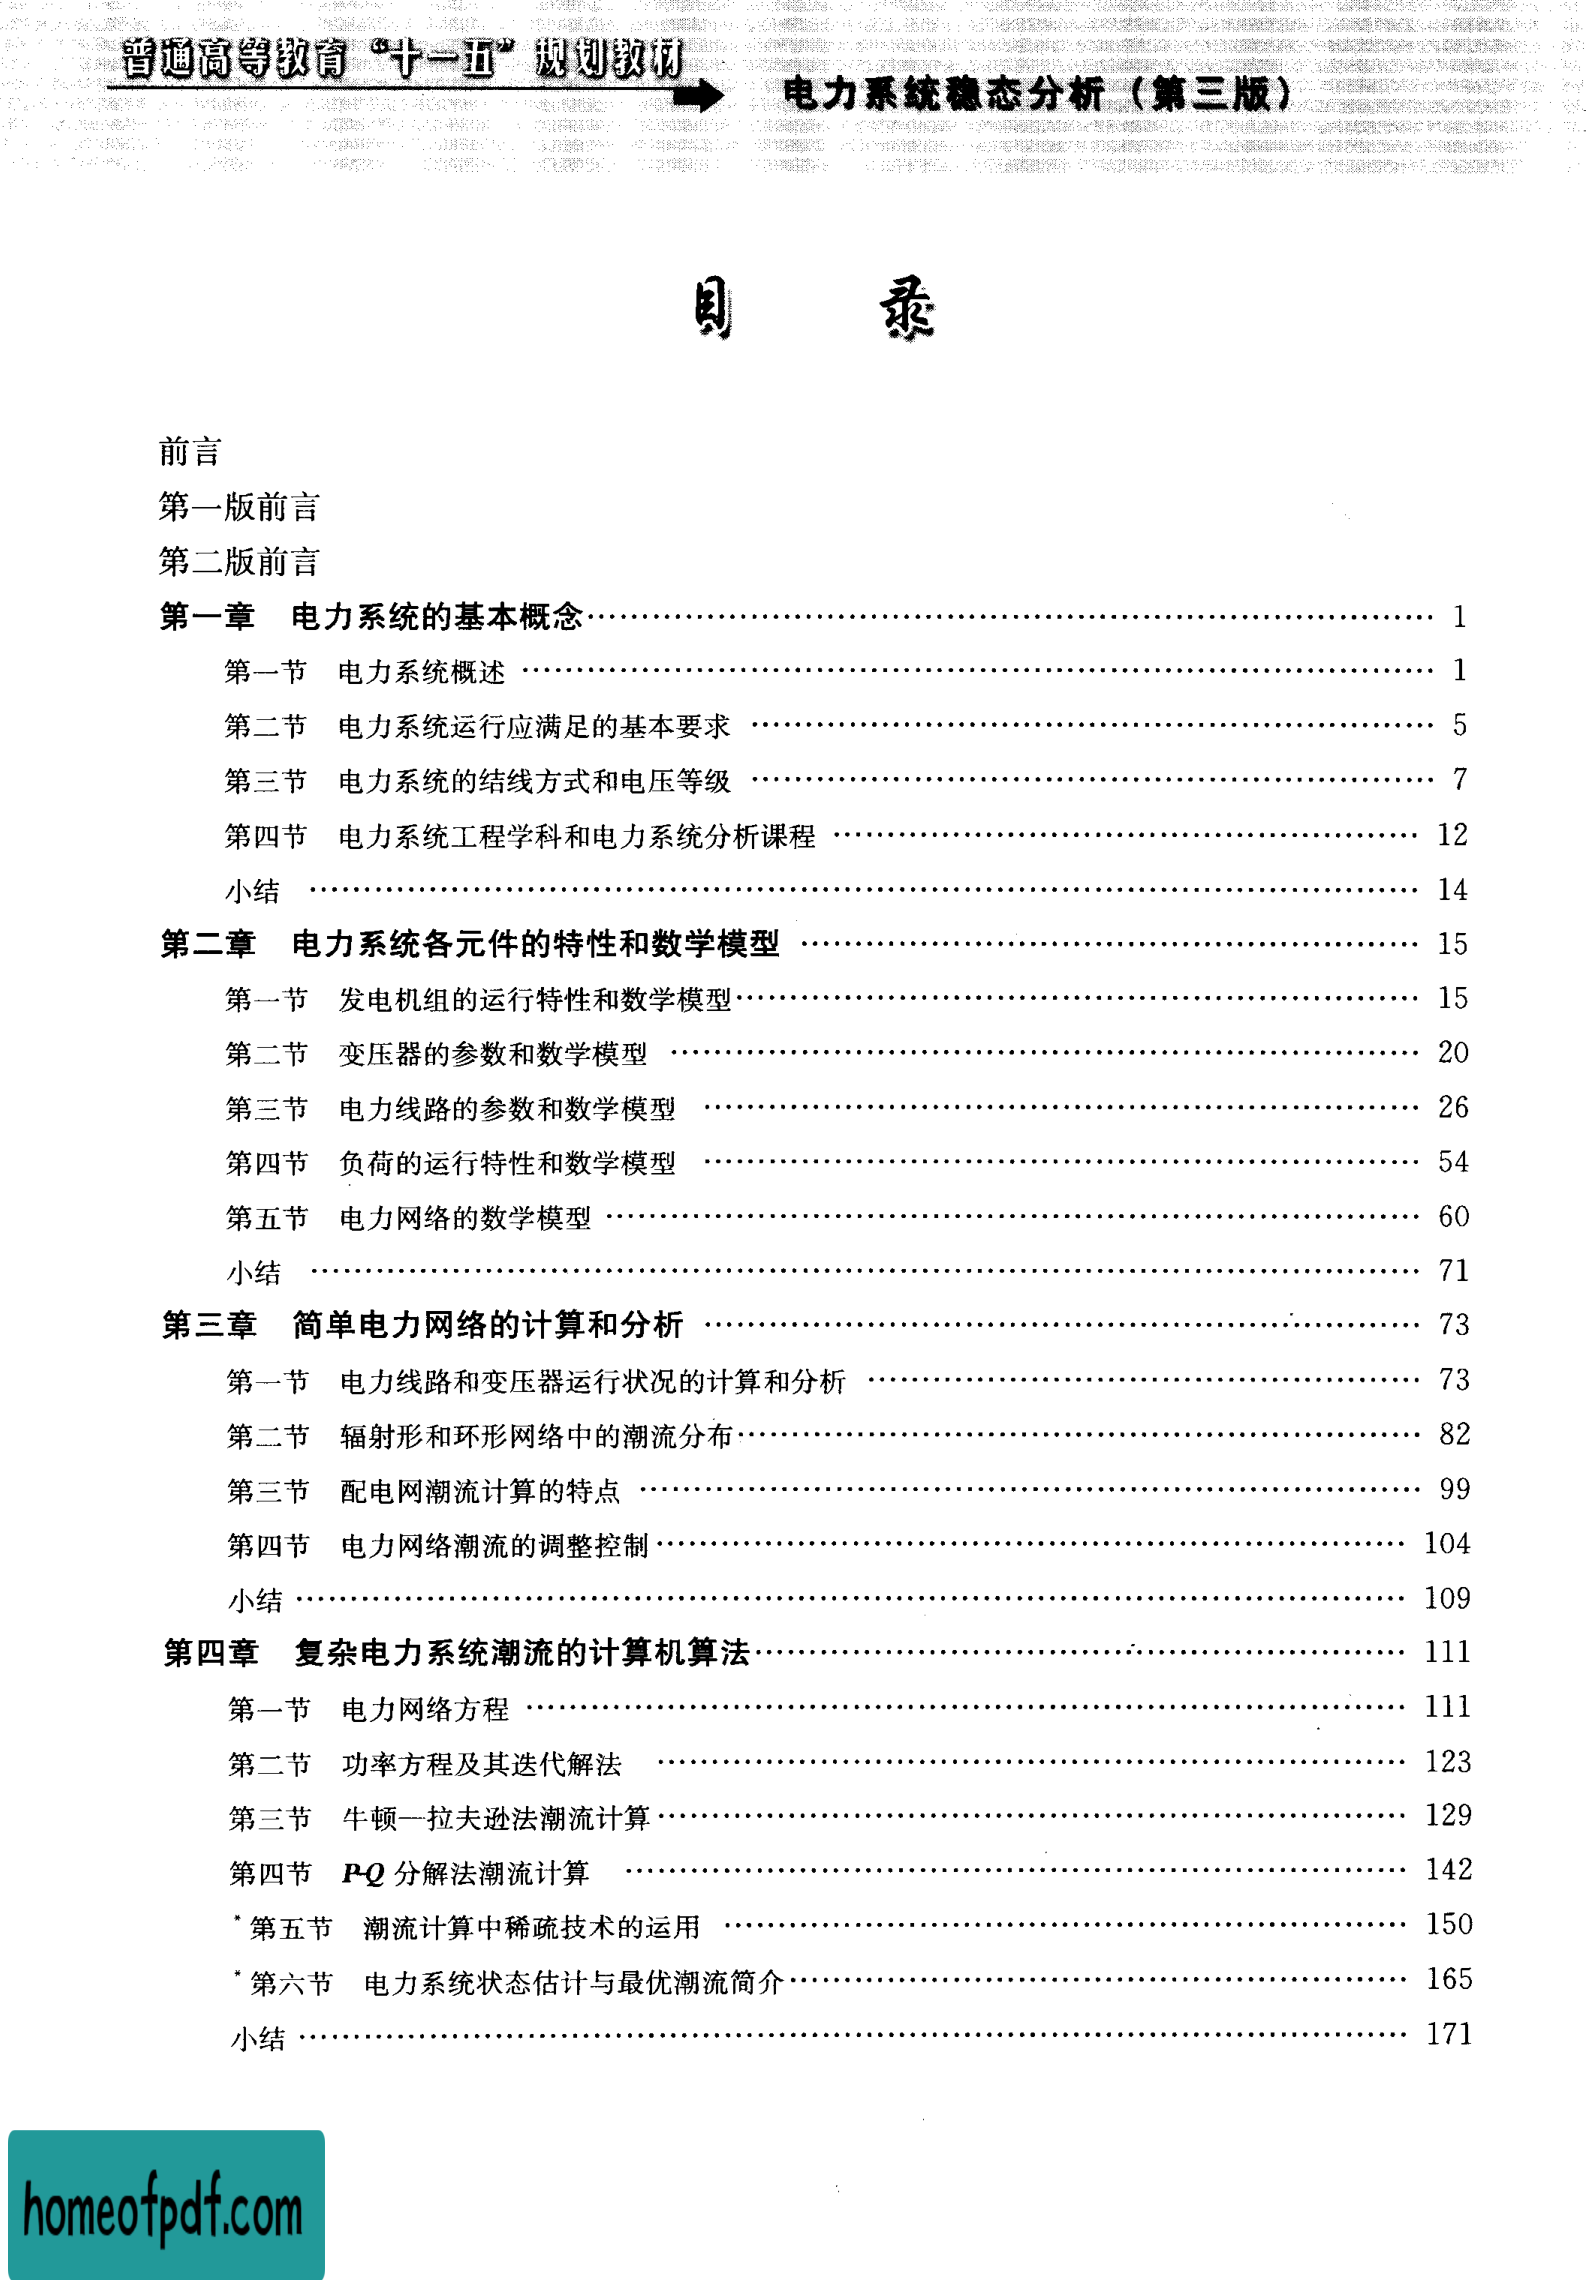 普通高等教育“十一五”规划教材
电力系统稳态分析（第三版）
目 录
前言
第一版前言
第二版前言
第一章 电力系统的基本概念………………………… 1
第一节 电力系统概述 ………………………… 1
第二节 电力系统运行应满足的基本要求 ………………………… 5
第三节 电力系统的结线方式和电压等级 ………………………… 7
第四节 电力系统工程学科和电力系统分析课程 ………………………… 12
小结 ………………………… 14
第二章 电力系统各元件的特性和数学模型 ………………………… 15
第一节 发电机组的运行特性和数学模型………………………… 15
第二节 变压器的参数和数学模型 ………………………… 20
第三节 电力线路的参数和数学模型 ………………………… 26
第四节 负荷的运行特性和数学模型 ………………………… 54
第五节 电力网络的数学模型 ………………………… 60
小结 ………………………… 71
第三章 简单电力网络的计算和分析 ………………………… 73
第一节 电力线路和变压器运行状况的计算和分析 ………………………… 73
第二节 辐射形和环形网络中的潮流分布………………………… 82
第三节 配电网潮流计算的特点 ………………………… 99
第四节 电力网络潮流的调整控制………………………… 104
小结………………………… 109
第四章 复杂电力系统潮流的计算机算法………………………… 111
第一节 电力网络方程 ………………………… 111
第二节 功率方程及其迭代解法 ………………………… 123
第三节 牛顿—拉夫逊法潮流计算………………………… 129
第四节 P-Q 分解法潮流计算 ………………………… 142
*第五节 潮流计算中稀疏技术的运用 ………………………… 150
*第六节 电力系统状态估计与最优潮流简介………………………… 165
小结………………………… 171
homeofpdf.com